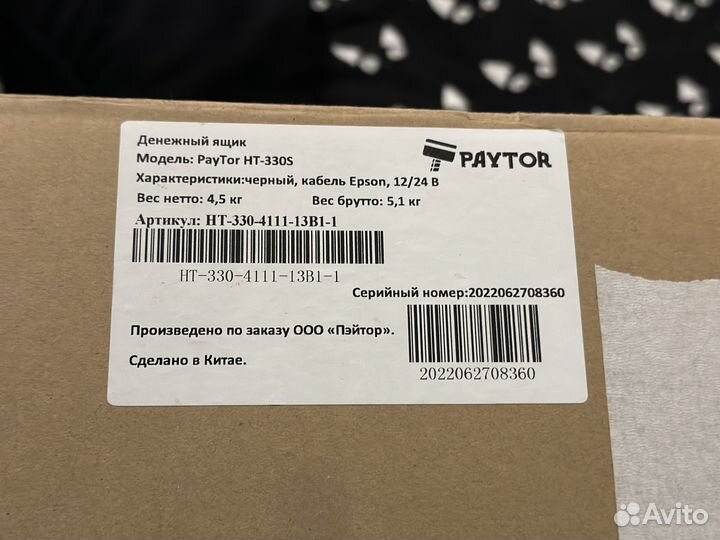 Денежный ящик
Модель: PayTor HT-330S
PAYTOR
Характеристики:черный, кабель Epson, 12/24 В
Вес нетто: 4,5 кг Вес брутто: 5,1 кг
Артикул: HT-330-4111-13B1-1
HT-330-4111-13B1-1
Серийный номер:2022062708360
Произведено по заказу ООО «Пэйтор».
Сделано в Китае.
2022062708360
Avito